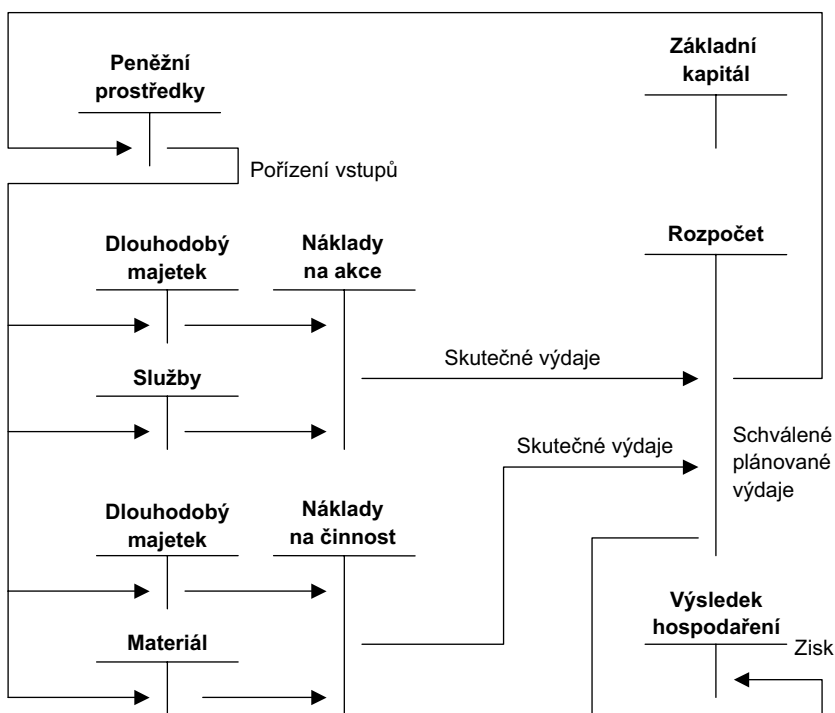 Peněžní
prostředky
Základní
kapitál
Pořízení vstupů
Dlouhodobý
majetek
Náklady
na akce
Rozpočet
Skutečné výdaje
Služby
Skutečné výdaje
Schválené
plánované
výdaje
Dlouhodobý
majetek
Náklady
na činnost
Výsledek
hospodaření
Materiál
Zisk